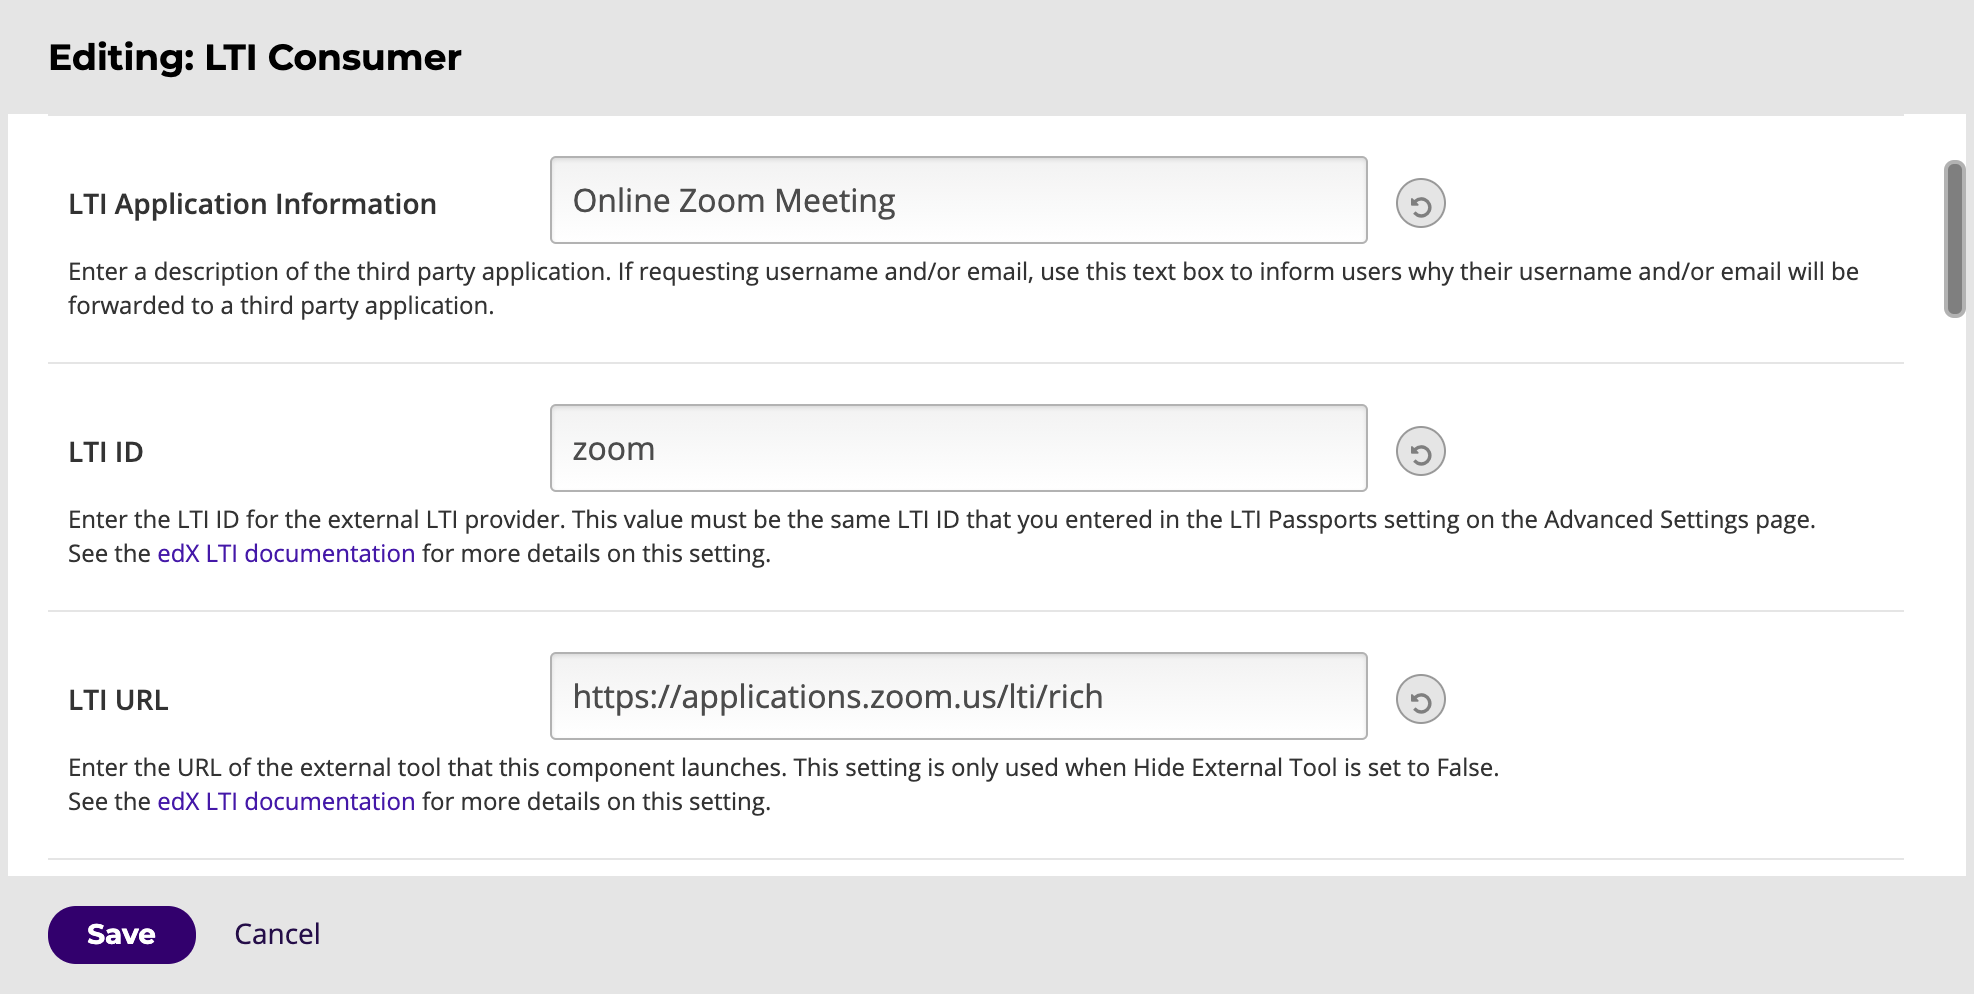 Editing: LTI Consumer
LTI Application Information
Online Zoom Meeting
Enter a description of the third party application. If requesting username and/or email, use this text box to inform users why their username and/or email will be
forwarded to a third party application.
LTI ID
zoom
Enter the LTI ID for the external LTI provider. This value must be the same LTI ID that you entered in the LTI Passports setting on the Advanced Settings page.
See the edX LTI documentation for more details on this setting.
LTI URL
https://applications.zoom.us/lti/rich
Enter the URL of the external tool that this component launches. This setting is only used when Hide External Tool is set to False.
See the edX LTI documentation for more details on this setting.
Save
Cancel